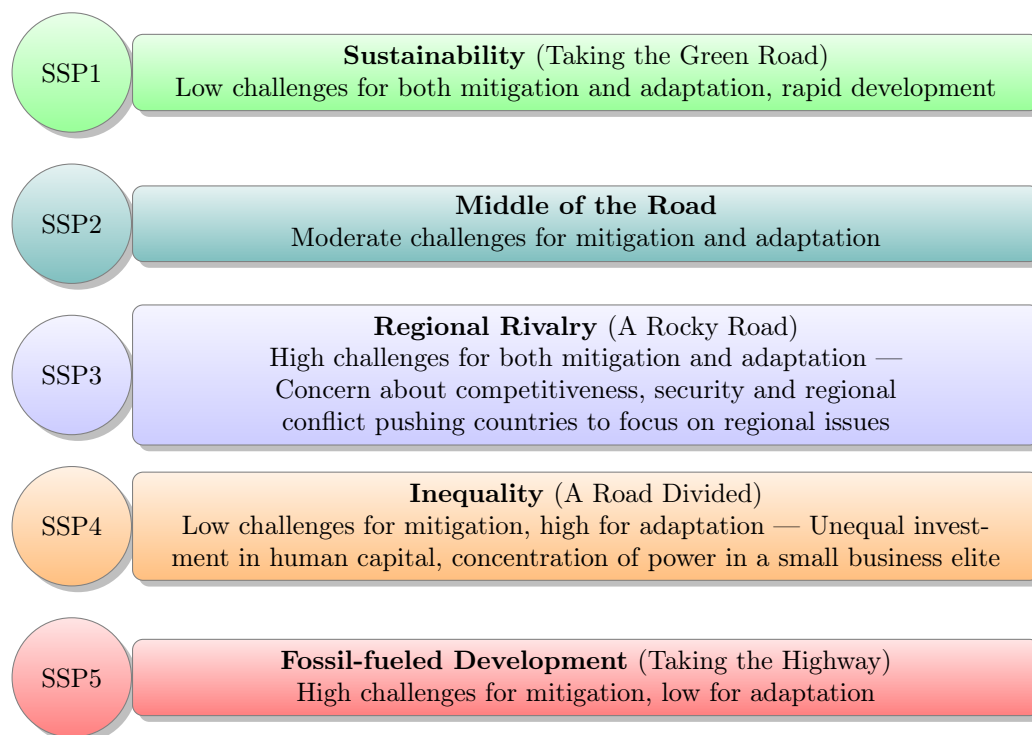 SSP1
Sustainability (Taking the Green Road)
Low challenges for both mitigation and adaptation, rapid development
SSP2
Middle of the Road
Moderate challenges for mitigation and adaptation
SSP3
Regional Rivalry (A Rocky Road)
High challenges for both mitigation and adaptation —
Concern about competitiveness, security and regional
conflict pushing countries to focus on regional issues
SSP4
Inequality (A Road Divided)
Low challenges for mitigation, high for adaptation — Unequal invest-
ment in human capital, concentration of power in a small business elite
SSP5
Fossil-fueled Development (Taking the Highway)
High challenges for mitigation, low for adaptation